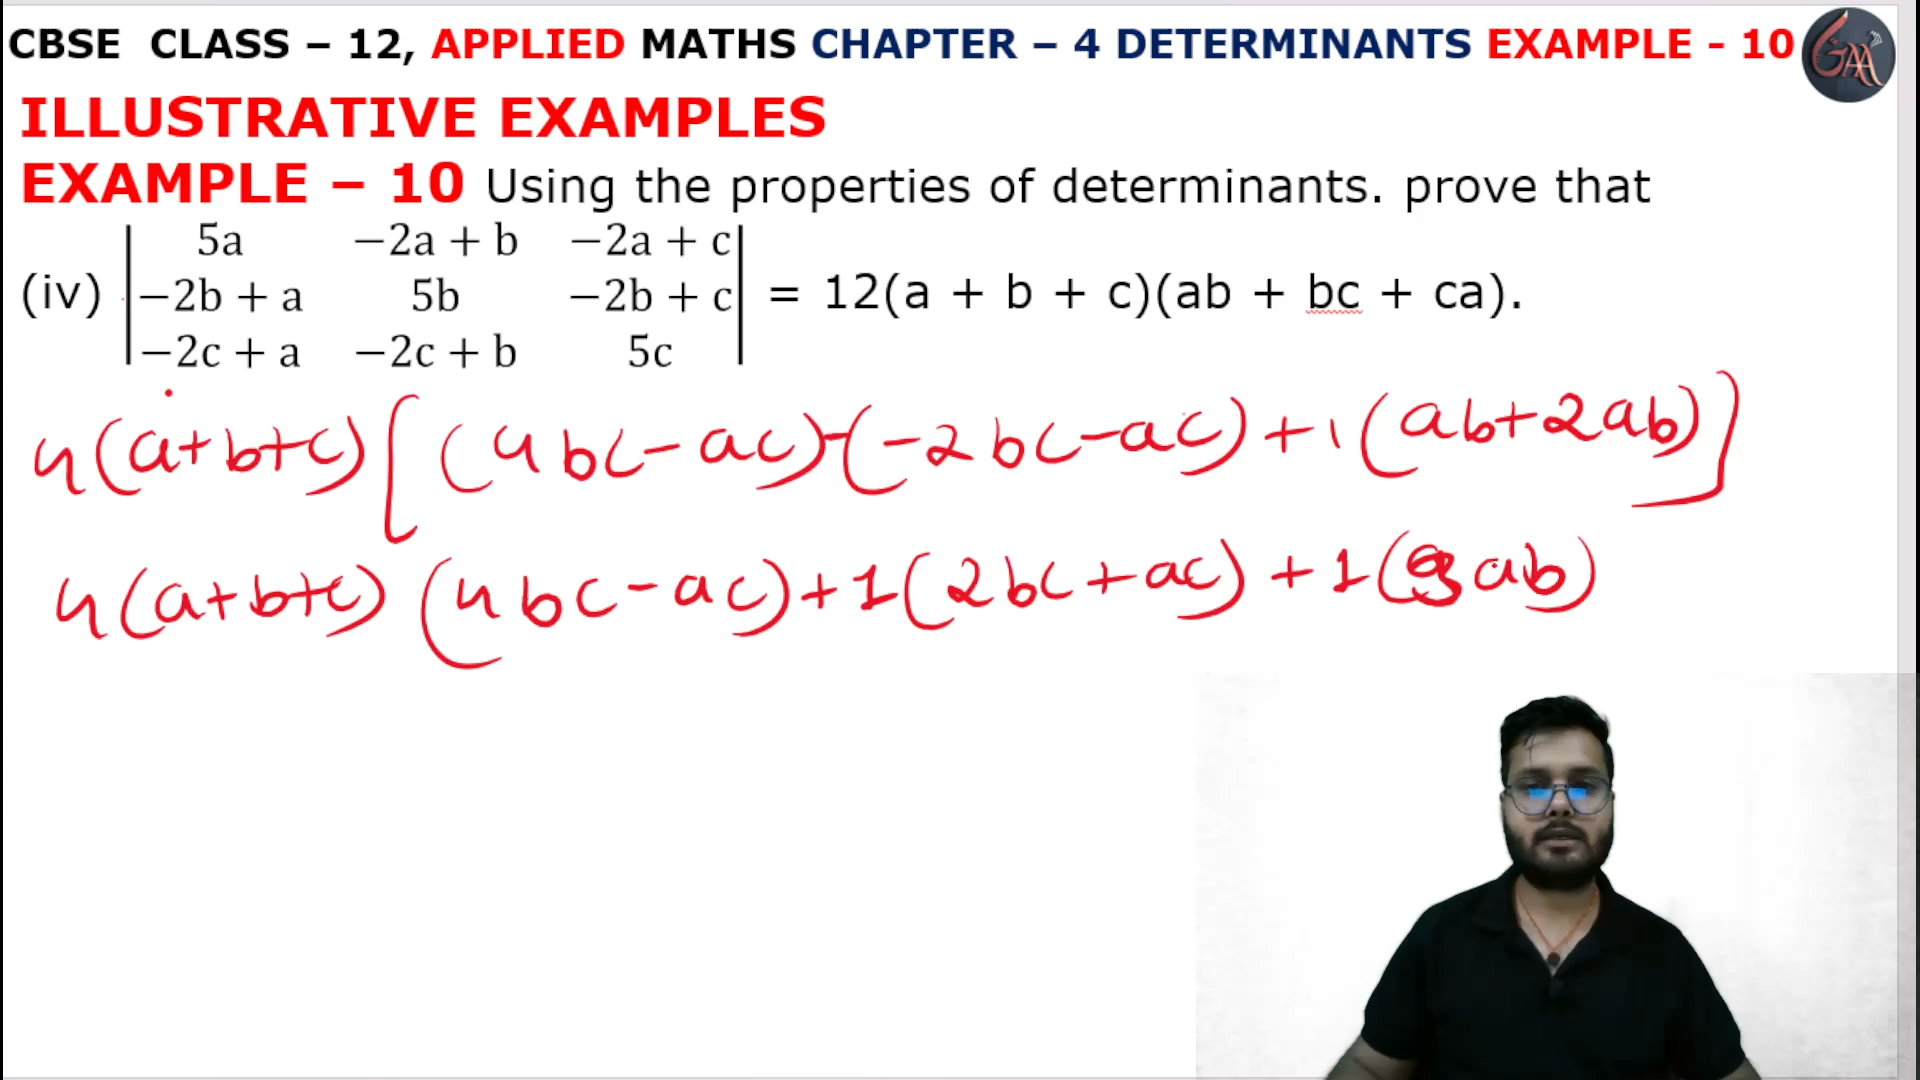 CBSE CLASS – 12, APPLIED MATHS CHAPTER – 4 DETERMINANTS EXAMPLE - 10
ILLUSTRATIVE EXAMPLES
EXAMPLE – 10 Using the properties of determinants. prove that
5a −2a + b −2a + c
(iv) −2b + a 5b −2b + c = 12(a + b + c)(ab + bc + ca).
−2c + a −2c + b 5c
4(a+b+c)[(4bc-ac)-(-2bc-ac)+1(ab+2ab)]
4(a+b+c)(4bc-ac)+1(2bc+ac)+1(3ab)